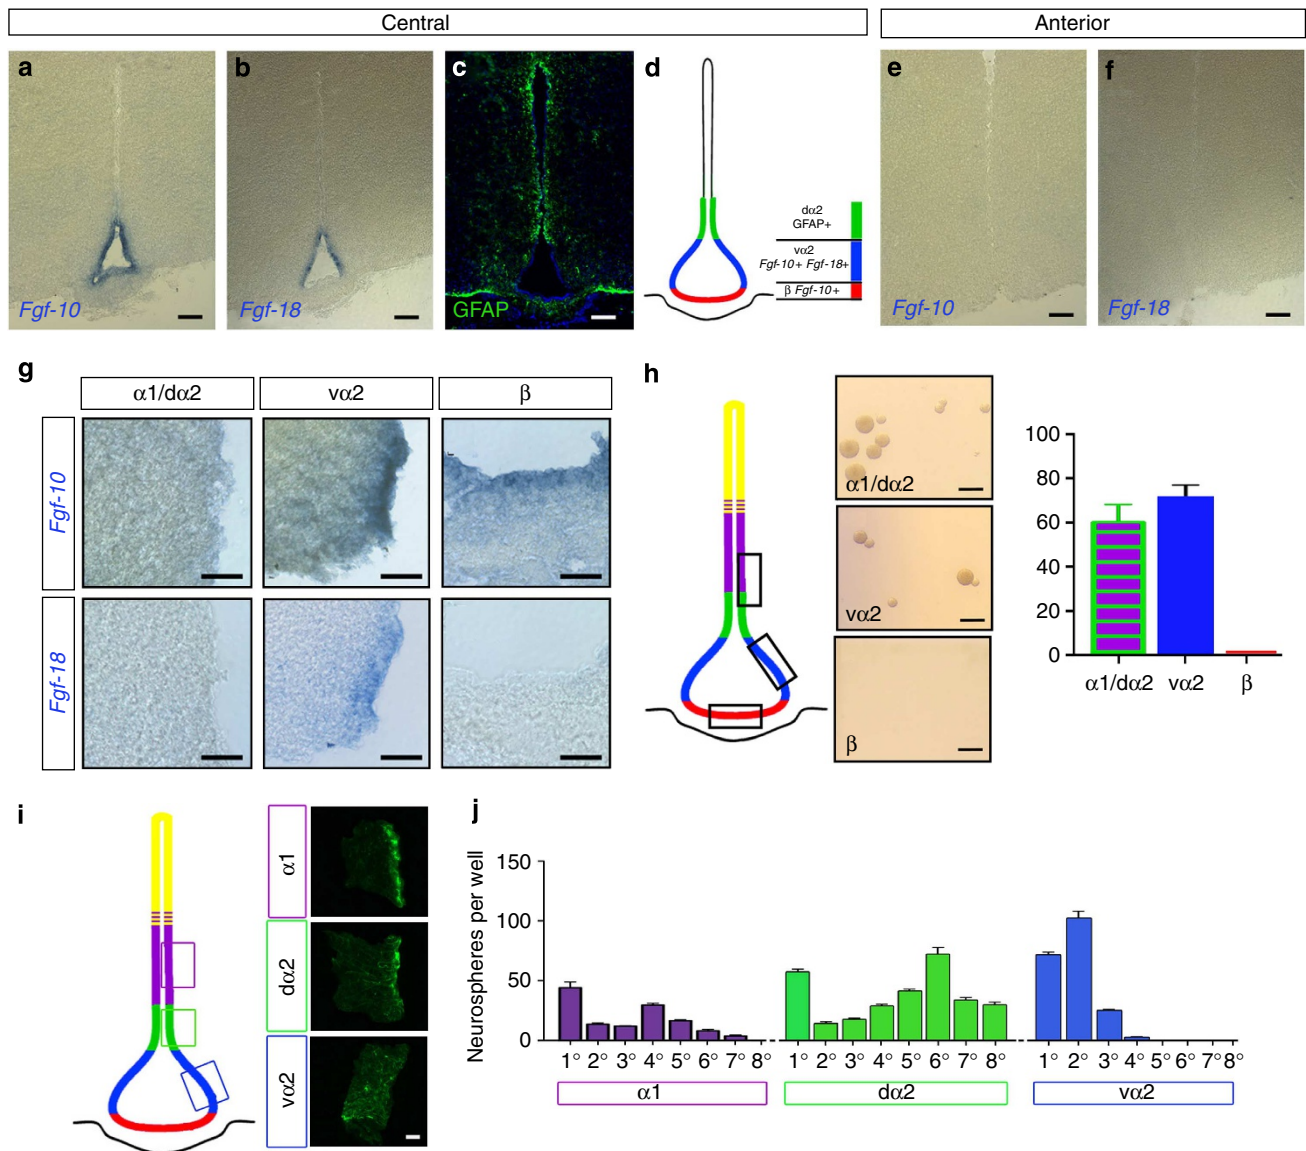 Central
Anterior
a
b
c
d
e
f
Fgf-10
Fgf-18
GFAP
dα2
GFAP+
vα2
Fgf-10+ Fgf-18+
β Fgf-10+
Fgf-10
Fgf-18
g
α1/dα2
vα2
β
Fgf-10
Fgf-18
h
α1/dα2
vα2
β
100
80
60
40
20
0
α1/dα2 vα2 β
i
α1
dα2
vα2
j
Neurospheres per well
150
100
50
0
1° 2° 3° 4° 5° 6° 7° 8°
1° 2° 3° 4° 5° 6° 7° 8°
1° 2° 3° 4° 5° 6° 7° 8°
α1
dα2
vα2